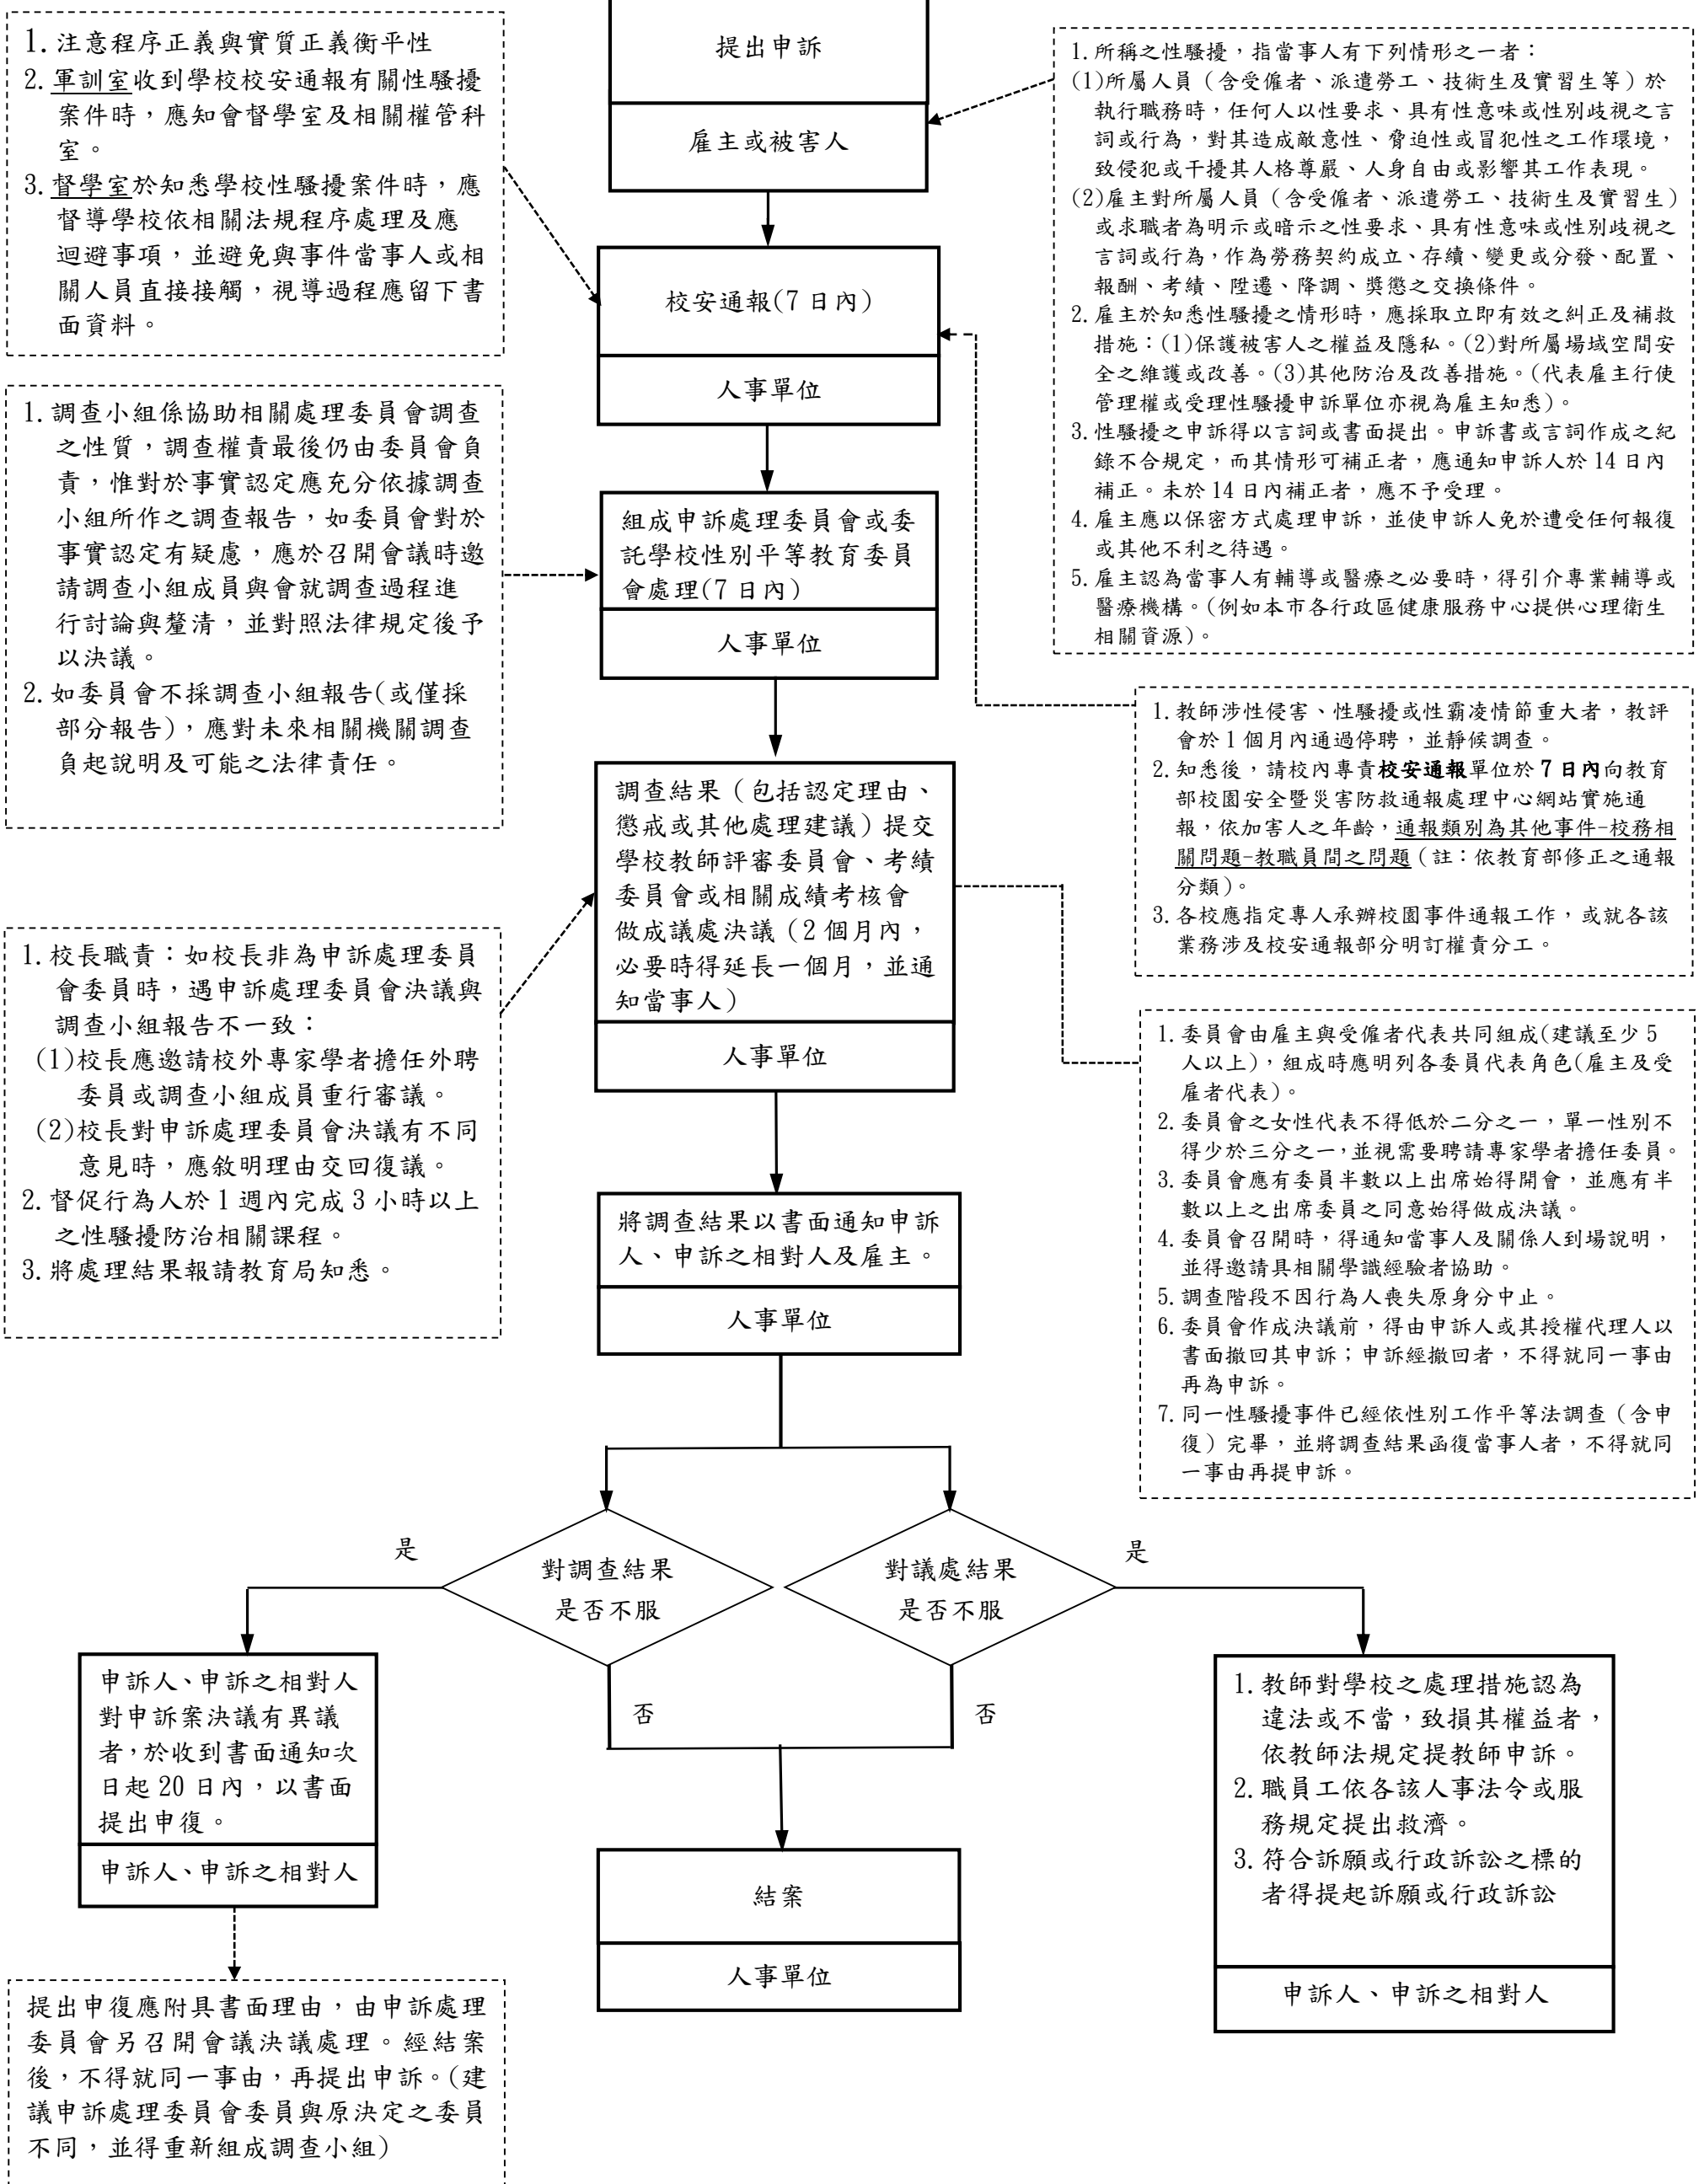 提出申訴
雇主或被害人
1. 注意程序正義與實質正義衡平性
2. 軍訓室收到學校校安通報有關性騷擾
案件時，應知會督學室及相關權管科
室。
3. 督學室於知悉學校性騷擾案件時，應
督導學校依相關法規程序處理及應
迴避事項，並避免與事件當事人或相
關人員直接接觸，視導過程應留下書
面資料。
1. 所稱之性騷擾，指當事人有下列情形之一者：
(1)所屬人員（含受僱者、派遣勞工、技術生及實習生等）於
執行職務時，任何人以性要求、具有性意味或性別歧視之言
詞或行為，對其造成敵意性、脅迫性或冒犯性之工作環境，
致侵犯或干擾其人格尊嚴、人身自由或影響其工作表現。
(2)雇主對所屬人員（含受僱者、派遣勞工、技術生及實習生）
或求職者為明示或暗示之性要求、具有性意味或性別歧視之
言詞或行為，作為勞務契約成立、存續、變更或分發、配置、
報酬、考績、陞遷、降調、獎懲之交換條件。
2. 雇主於知悉性騷擾之情形時，應採取立即有效之糾正及補救
措施：(1)保護被害人之權益及隱私。(2)對所屬場域空間安
全之維護或改善。(3)其他防治及改善措施。(代表雇主行使
管理權或受理性騷擾申訴單位亦視為雇主知悉)。
3. 性騷擾之申訴得以言詞或書面提出。申訴書或言詞作成之紀
錄不合規定，而其情形可補正者，應通知申訴人於 14 日內
補正。未於 14 日內補正者，應不予受理。
4. 雇主應以保密方式處理申訴，並使申訴人免於遭受任何報復
或其他不利之待遇。
5. 雇主認為當事人有輔導或醫療之必要時，得引介專業輔導或
醫療機構。(例如本市各行政區健康服務中心提供心理衛生
相關資源)。
校安通報(7 日內)
人事單位
1. 調查小組係協助相關處理委員會調查
之性質，調查權責最後仍由委員會負
責，惟對於事實認定應充分依據調查
小組所作之調查報告，如委員會對於
事實認定有疑慮，應於召開會議時邀
請調查小組成員與會就調查過程進
行討論與釐清，並對照法律規定後予
以決議。
2. 如委員會不採調查小組報告(或僅採
部分報告)，應對未來相關機關調查
負起說明及可能之法律責任。
組成申訴處理委員會或委
託學校性別平等教育委員
會處理(7 日內)
人事單位
1. 教師涉性侵害、性騷擾或性霸凌情節重大者，教評
會於 1 個月內通過停聘，並靜候調查。
2. 知悉後，請校內專責校安通報單位於 7 日內向教育
部校園安全暨災害防救通報處理中心網站實施通
報，依加害人之年齡，通報類別為其他事件-校務相
關問題-教職員間之問題（註：依教育部修正之通報
分類）。
3. 各校應指定專人承辦校園事件通報工作，或就各該
業務涉及校安通報部分明訂權責分工。
調查結果（包括認定理由、
懲戒或其他處理建議）提交
學校教師評審委員會、考績
委員會或相關成績考核會
做成議處決議（2 個月內，
必要時得延長一個月，並通
知當事人）
人事單位
1. 校長職責：如校長非為申訴處理委員
會委員時，遇申訴處理委員會決議與
調查小組報告不一致：
(1)校長應邀請校外專家學者擔任外聘
委員或調查小組成員重行審議。
(2)校長對申訴處理委員會決議有不同
意見時，應敘明理由交回復議。
2. 督促行為人於 1 週內完成 3 小時以上
之性騷擾防治相關課程。
3. 將處理結果報請教育局知悉。
1. 委員會由雇主與受僱者代表共同組成(建議至少 5
人以上)，組成時應明列各委員代表角色(雇主及受
雇者代表)。
2. 委員會之女性代表不得低於二分之一，單一性別不
得少於三分之一，並視需要聘請專家學者擔任委員。
3. 委員會應有委員半數以上出席始得開會，並應有半
數以上之出席委員之同意始得做成決議。
4. 委員會召開時，得通知當事人及關係人到場說明，
並得邀請具相關學識經驗者協助。
5. 調查階段不因行為人喪失原身分中止。
6. 委員會作成決議前，得由申訴人或其授權代理人以
書面撤回其申訴；申訴經撤回者，不得就同一事由
再為申訴。
7. 同一性騷擾事件已經依性別工作平等法調查（含申
復）完畢，並將調查結果函復當事人者，不得就同
一事由再提申訴。
將調查結果以書面通知申訴
人、申訴之相對人及雇主。
人事單位
是
對調查結果
是否不服
對議處結果
是否不服
是
否
否
申訴人、申訴之相對人
對申訴案決議有異議
者，於收到書面通知次
日起 20 日內，以書面
提出申復。
申訴人、申訴之相對人
1. 教師對學校之處理措施認為
違法或不當，致損其權益者，
依教師法規定提教師申訴。
2. 職員工依各該人事法令或服
務規定提出救濟。
3. 符合訴願或行政訴訟之標的
者得提起訴願或行政訴訟
申訴人、申訴之相對人
結案
人事單位
提出申復應附具書面理由，由申訴處理
委員會另召開會議決議處理。經結案
後，不得就同一事由，再提出申訴。(建
議申訴處理委員會委員與原決定之委員
不同，並得重新組成調查小組)